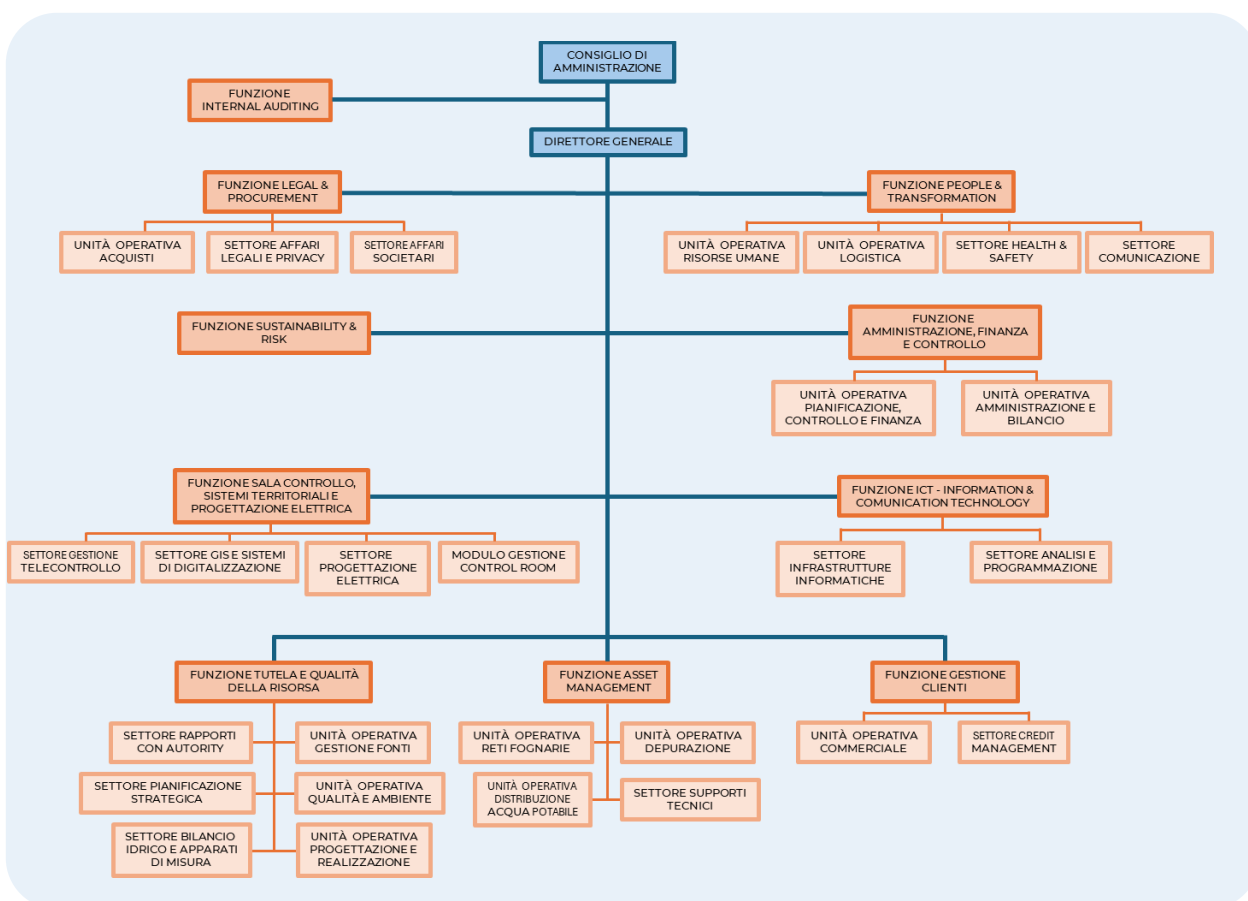 CONSIGLIO DI
AMMINISTRAZIONE
FUNZIONE
INTERNAL AUDITING
DIRETTORE GENERALE
FUNZIONE LEGAL &
PROCUREMENT
FUNZIONE PEOPLE &
TRANSFORMATION
UNITÀ OPERATIVA
ACQUISTI
SETTORE AFFARI
LEGALI E PRIVACY
SETTORE AFFARI
SOCIETARI
UNITÀ OPERATIVA
RISORSE UMANE
UNITÀ OPERATIVA
LOGISTICA
SETTORE HEALTH &
SAFETY
SETTORE
COMUNICAZIONE
FUNZIONE SUSTAINABILITY &
RISK
FUNZIONE
AMMINISTRAZIONE, FINANZA
E CONTROLLO
UNITÀ OPERATIVA
PIANIFICAZIONE,
CONTROLLO E FINANZA
UNITÀ OPERATIVA
AMMINISTRAZIONE E
BILANCIO
FUNZIONE SALA CONTROLLO,
SISTEMI TERRITORIALI E
PROGETTAZIONE ELETTRICA
FUNZIONE ICT - INFORMATION &
COMUNICATION TECHNOLOGY
SETTORE GESTIONE
TELECONTROLLO
SETTORE GIS E SISTEMI
DI DIGITALIZZAZIONE
SETTORE
PROGETTAZIONE
ELETTRICA
MODULO GESTIONE
CONTROL ROOM
SETTORE
INFRASTRUTTURE
INFORMATICHE
SETTORE ANALISI E
PROGRAMMAZIONE
FUNZIONE TUTELA E QUALITÀ
DELLA RISORSA
FUNZIONE ASSET
MANAGEMENT
FUNZIONE GESTIONE
CLIENTI
SETTORE RAPPORTI
CON AUTORITY
UNITÀ OPERATIVA
GESTIONE FONTI
UNITÀ OPERATIVA
RETI FOGNARIE
UNITÀ OPERATIVA
DEPURAZIONE
UNITÀ OPERATIVA
COMMERCIALE
SETTORE CREDIT
MANAGEMENT
SETTORE PIANIFICAZIONE
STRATEGICA
UNITÀ OPERATIVA
QUALITÀ E AMBIENTE
UNITÀ OPERATIVA
DISTRIBUZIONE
ACQUA POTABILE
SETTORE SUPPORTI
TECNICI
SETTORE BILANCIO
IDRICO E APPARATI
DI MISURA
UNITÀ OPERATIVA
PROGETTAZIONE E
REALIZZAZIONE